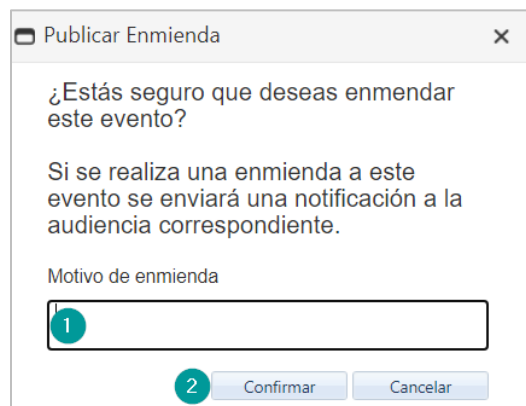 Publicar Enmienda
¿Estás seguro que deseas enmendar
este evento?
Si se realiza una enmienda a este
evento se enviará una notificación a la
audiencia correspondiente.
Motivo de enmienda
1
2 Confirmar Cancelar